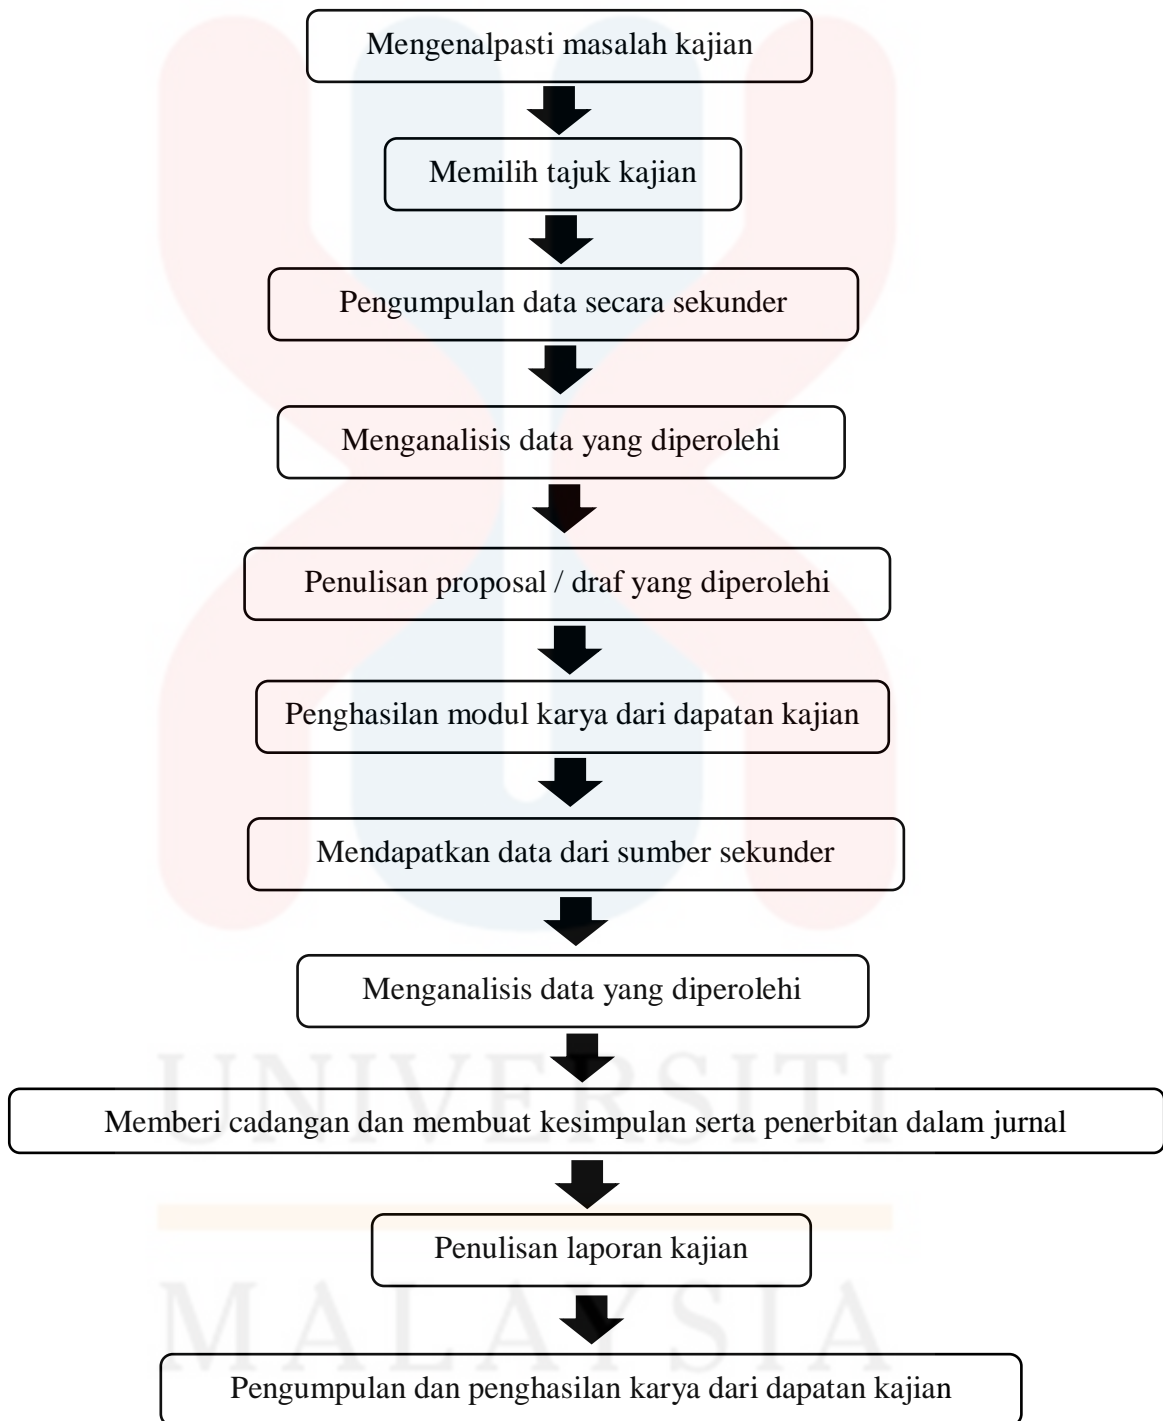 Mengenalpasti masalah kajian
Memilih tajuk kajian
Pengumpulan data secara sekunder
Menganalisis data yang diperolehi
Penulisan proposal / draf yang diperolehi
Penghasilan modul karya dari dapatan kajian
Mendapatkan data dari sumber sekunder
Menganalisis data yang diperolehi
UNIVERSITI
Memberi cadangan dan membuat kesimpulan serta penerbitan dalam jurnal
Penulisan laporan kajian
MALAYSIA
Pengumpulan dan penghasilan karya dari dapatan kajian